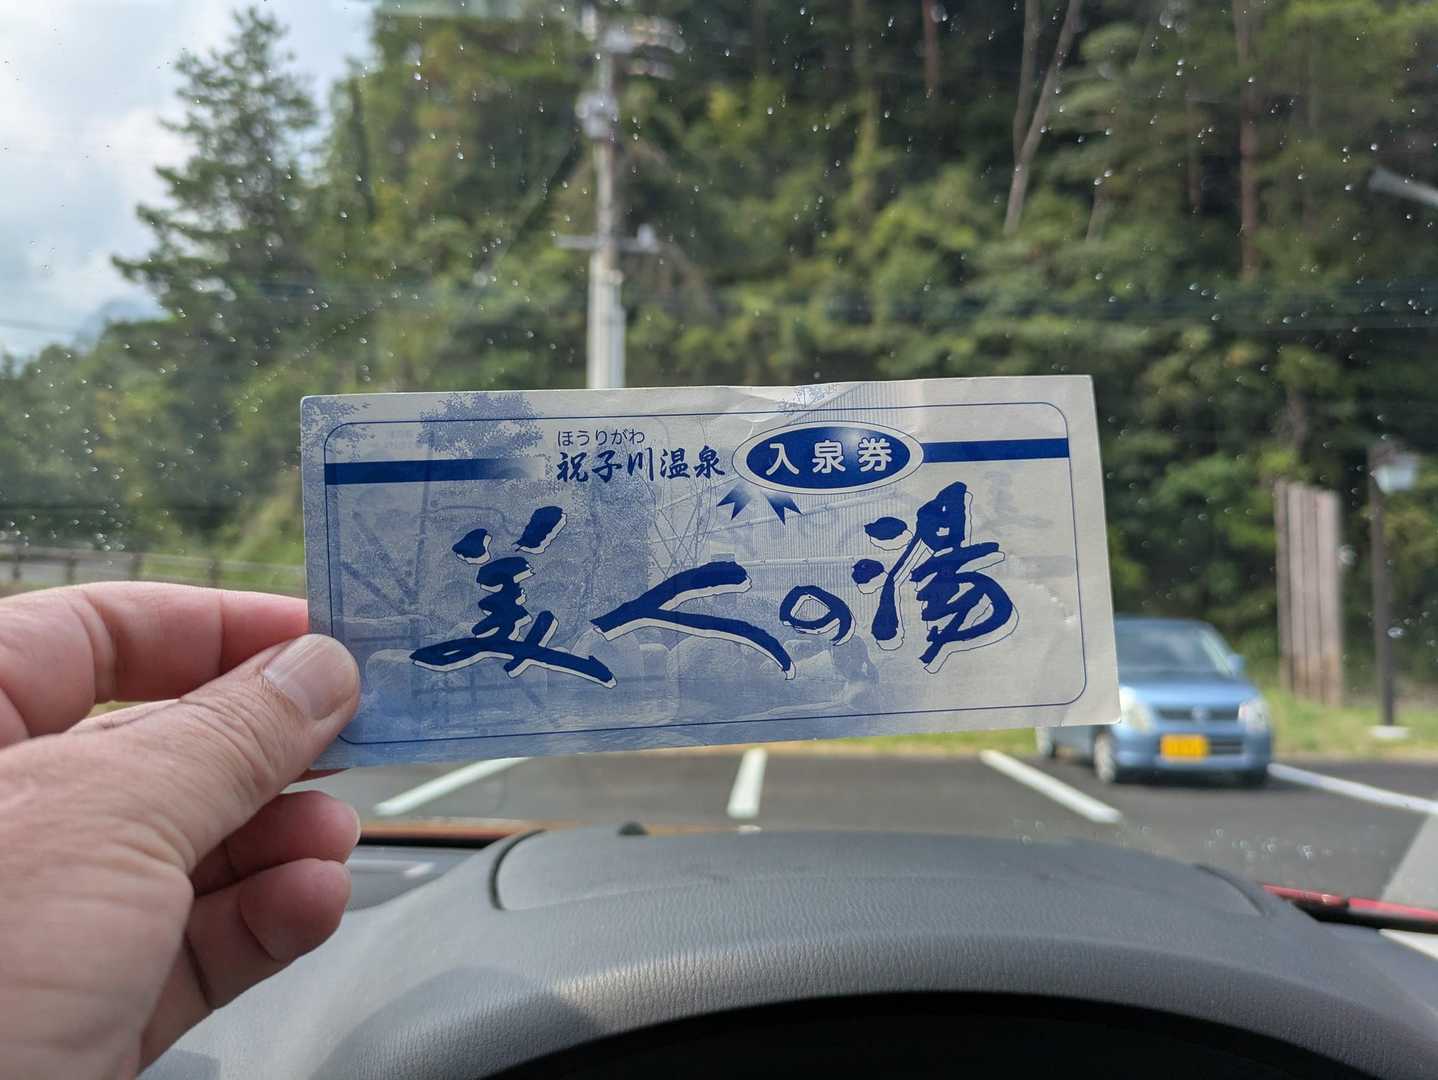 ほうりがわ
祝子川温泉 入泉券
美人の湯